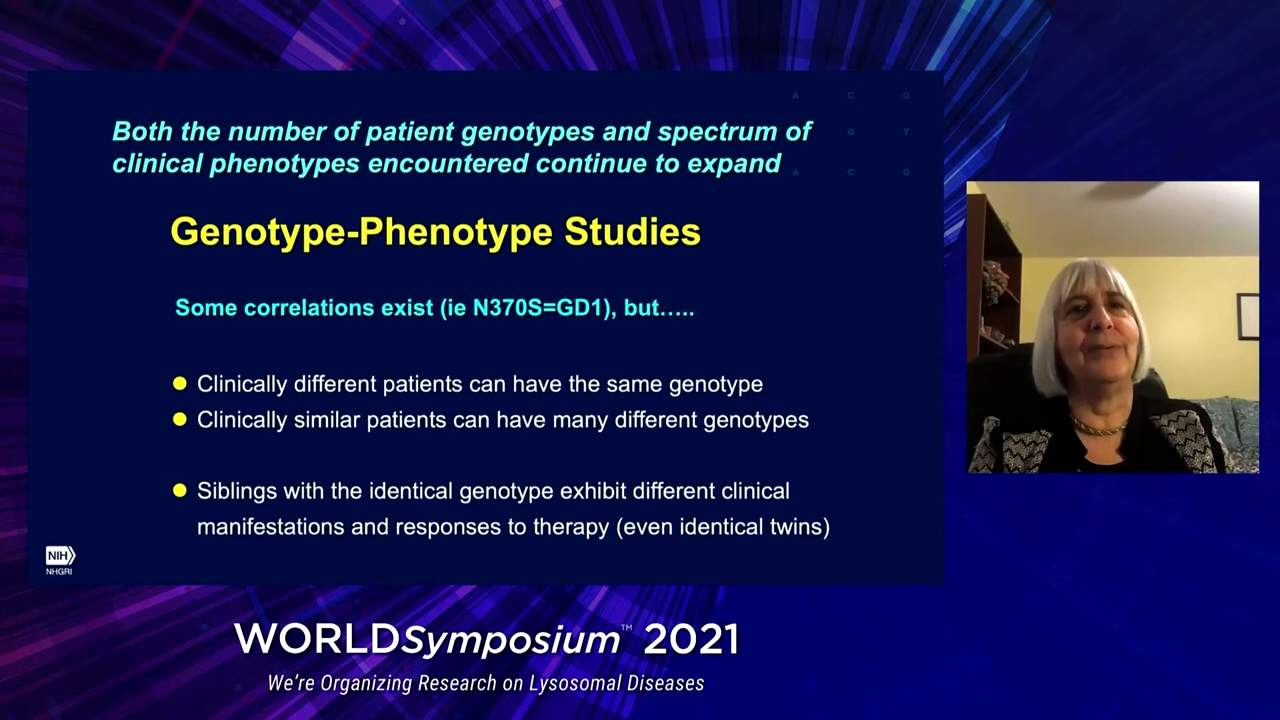 A C G
Both the number of patient genotypes and spectrum of
G T
clinical phenotypes encountered continue to expand
A C G
Genotype-Phenotype Studies
Some correlations exist (ie N370S=GD1), but.....
Clinically different patients can have the same genotype
Clinically similar patients can have many different genotypes
Siblings with the identical genotype exhibit different clinical
manifestations and responses to therapy (even identical twins)
NIH
NHGRI
WORLDSymposium™ 2021
We're Organizing Research on Lysosomal Diseases